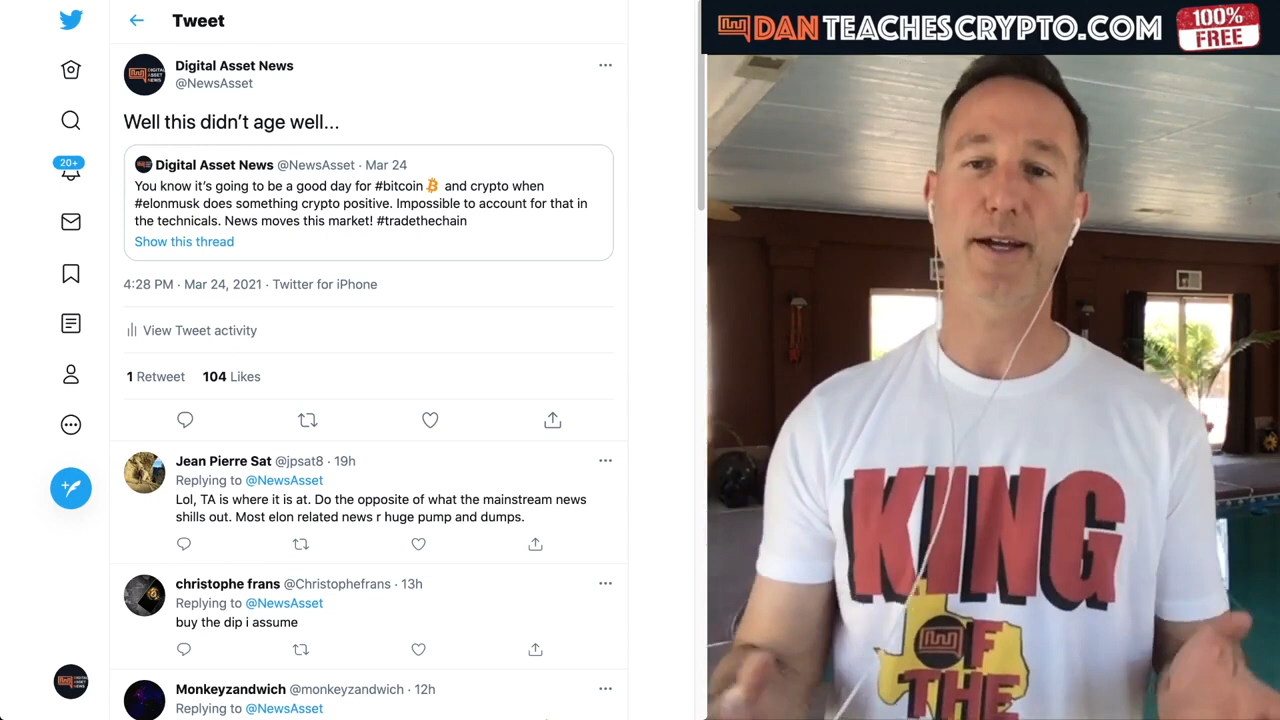 Tweet
Digital Asset News
@NewsAsset
Well this didn’t age well...
Digital Asset News @NewsAsset · Mar 24
You know it’s going to be a good day for #bitcoin and crypto when
#elonmusk does something crypto positive. Impossible to account for that in
the technicals. News moves this market! #tradethechain
Show this thread
4:28 PM · Mar 24, 2021 · Twitter for iPhone
View Tweet activity
1 Retweet 104 Likes
Jean Pierre Sat @jpsat8 · 19h
Replying to @NewsAsset
Lol, TA is where it is at. Do the opposite of what the mainstream news
shills out. Most elon related news r huge pump and dumps.
christophe frans @Christophefrans · 13h
Replying to @NewsAsset
buy the dip i assume
Monkeyzandwich @monkeyzandwich · 12h
Replying to @NewsAsset
20+
DANTEACHESCRYPTO.COM
100%
FREE
KING
OF
THE